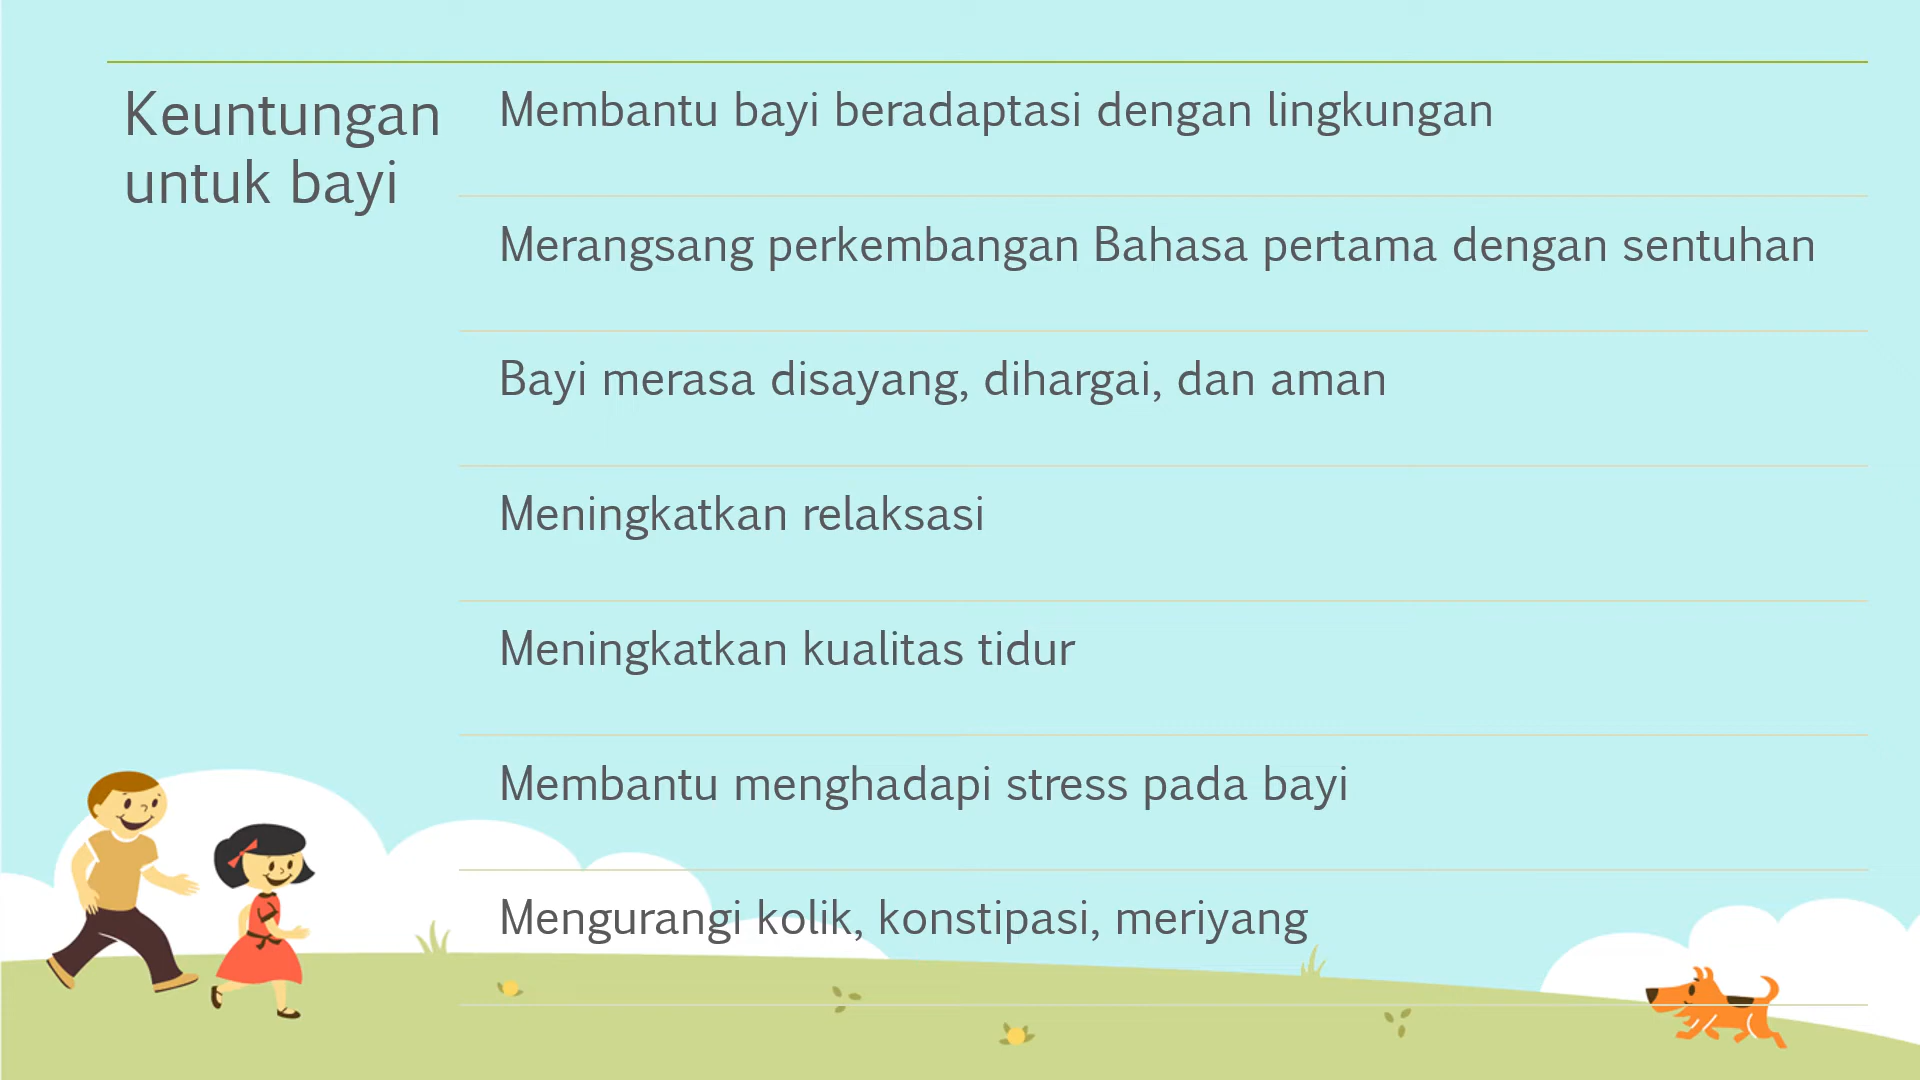 Keuntungan
untuk bayi
Membantu bayi beradaptasi dengan lingkungan
Merangsang perkembangan Bahasa pertama dengan sentuhan
Bayi merasa disayang, dihargai, dan aman
Meningkatkan relaksasi
Meningkatkan kualitas tidur
Membantu menghadapi stress pada bayi
Mengurangi kolik, konstipasi, meriyang